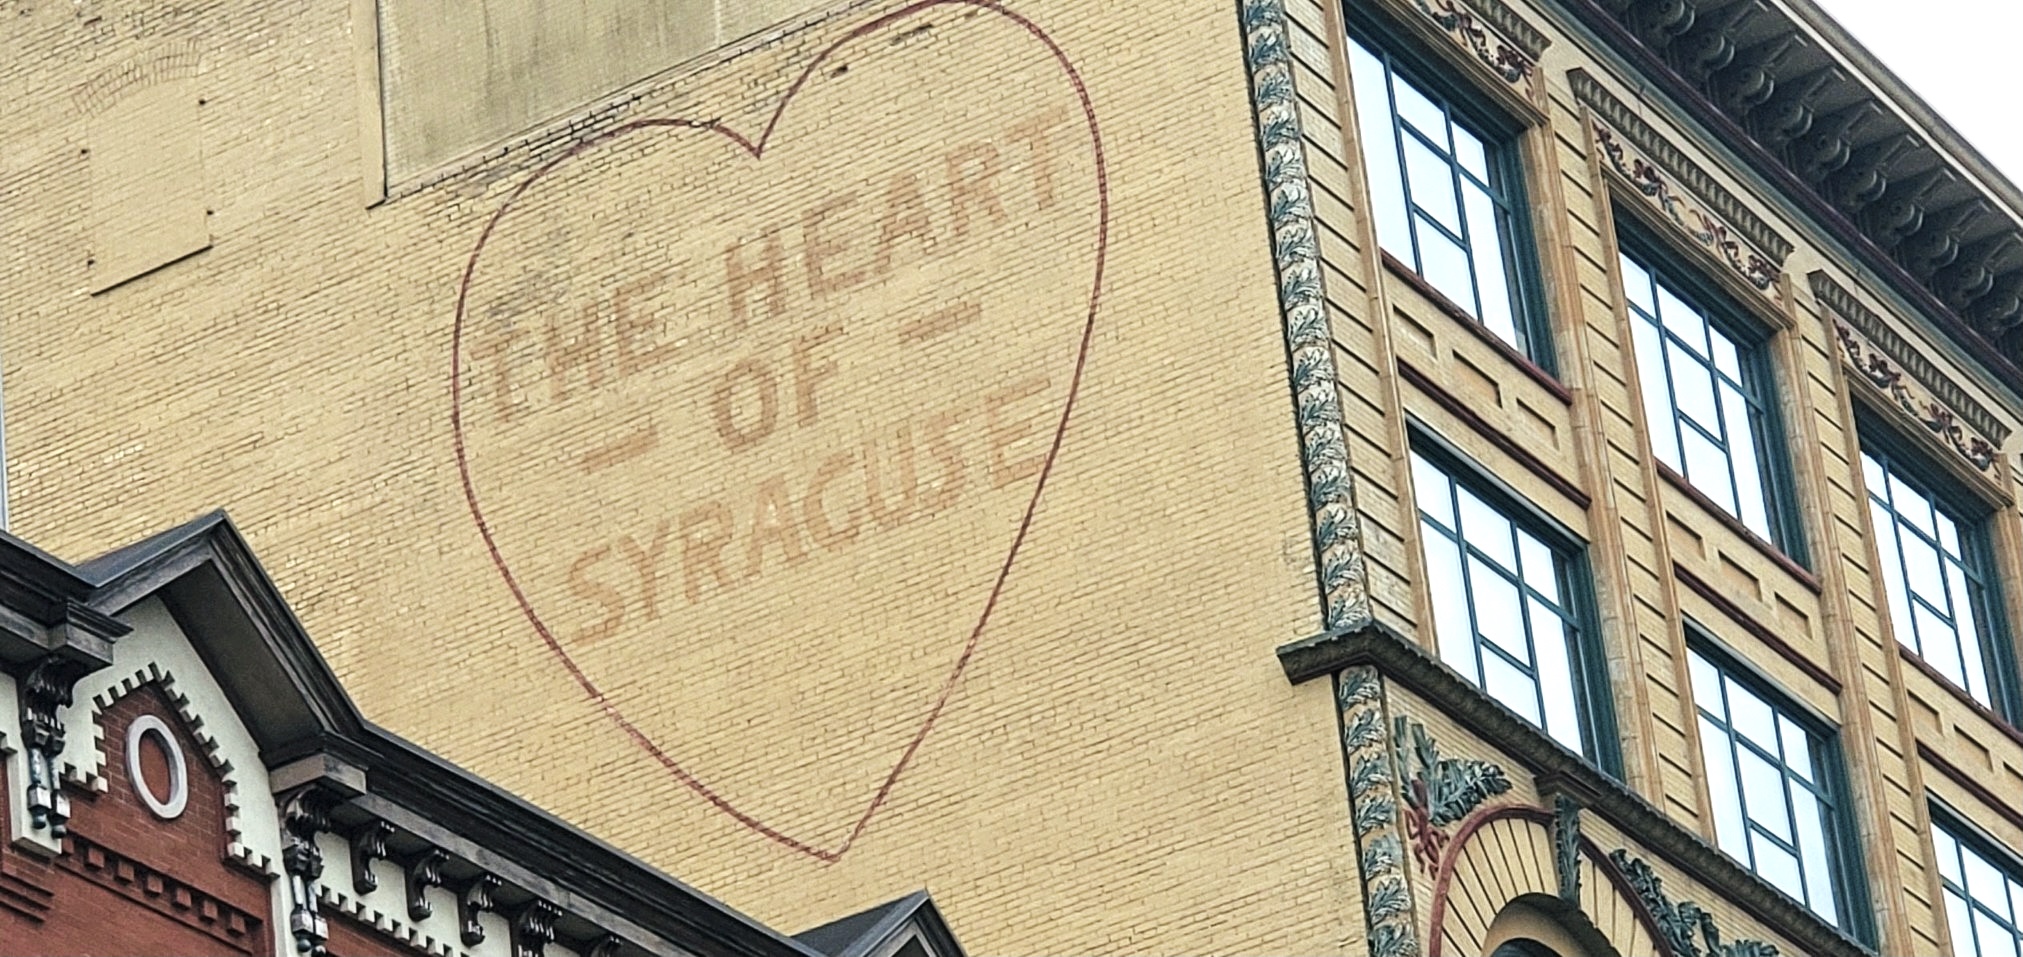 THE HEART
- OF -
SYRACUSE